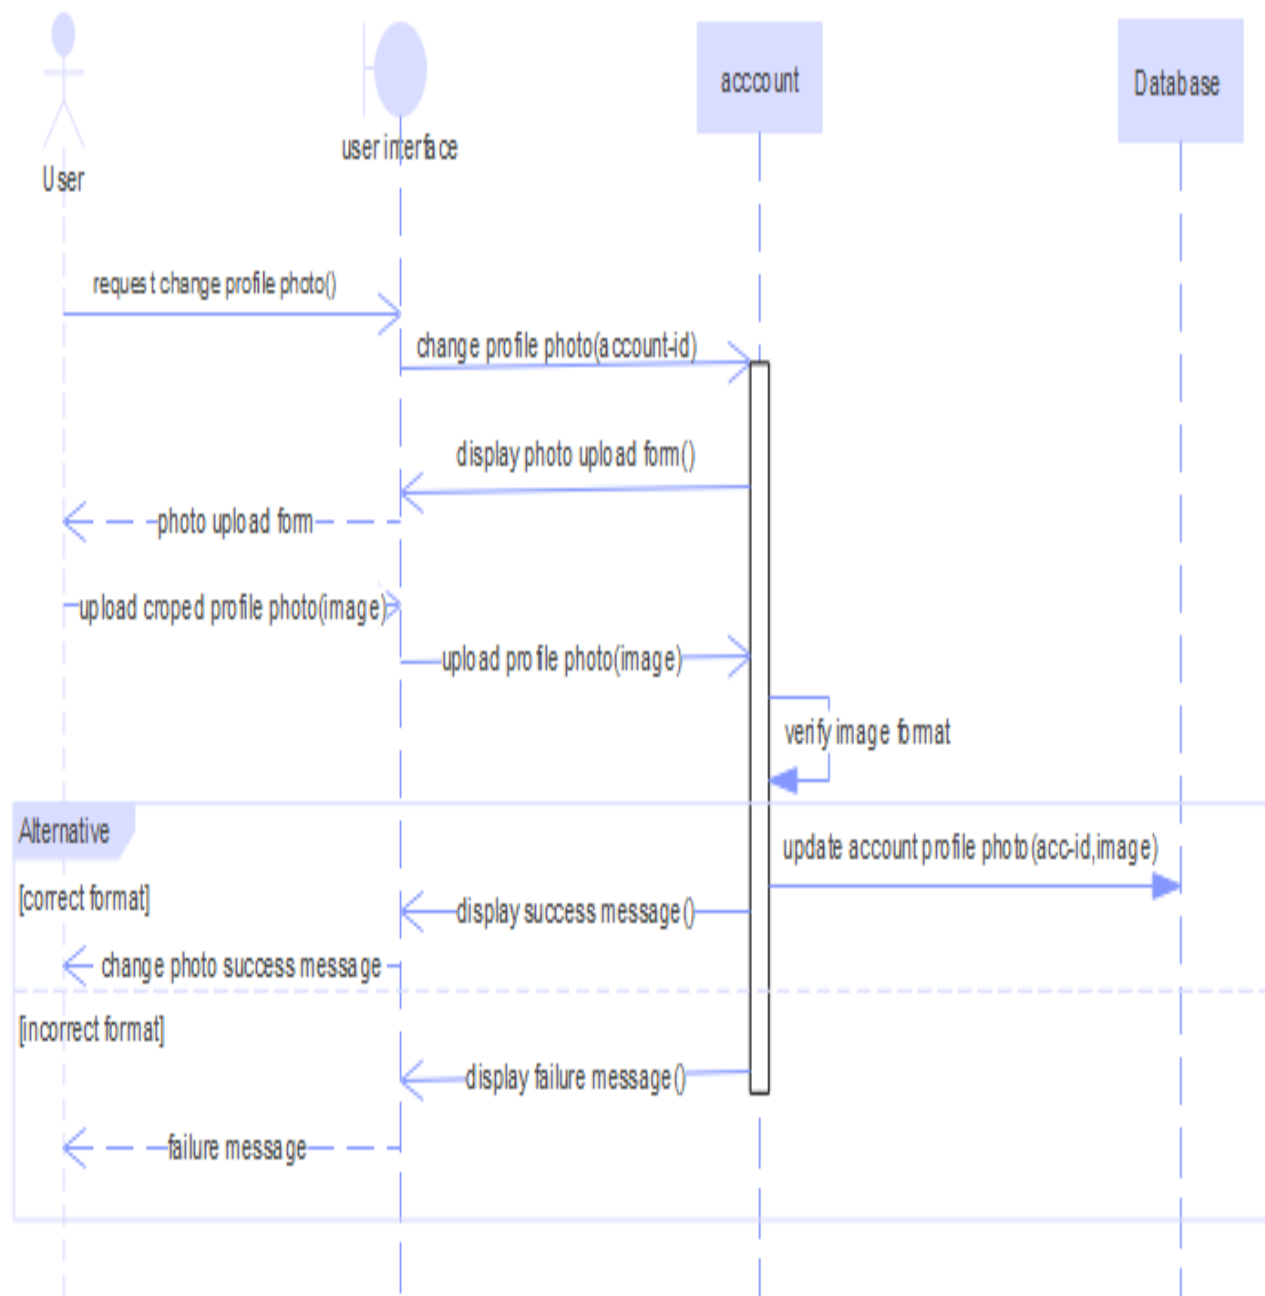 acccount
Database
user interface
User
request change profile photo()
change profile photo(account-id)
display photo upload form()
photo upload form
upload croped profile photo(image)
upload profile photo(image)
verify image format
Alternative
update account profile photo(acc-id,image)
[correct format]
display success message()
change photo success message
[incorrect format]
display failure message()
failure message